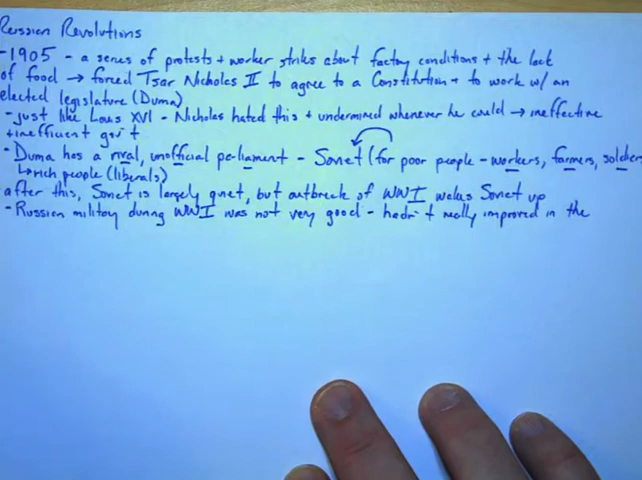 Russian Revolutions
-1905 - a series of protests + worker strikes about factory conditions + the lack
of food → forced Tsar Nicholas II to agree to a Constitution + to work w/ an
elected legislature (Duma)
-just like Louis XVI - Nicholas hated this + undermined whenever he could → ineffective
+ inefficient gov't
-Duma has a rival, unofficial parliament - Soviet (for poor people - workers, farmers, soldiers
↳rich people (liberals)
after this, Soviet is largely quiet, but outbreak of WWI wakes Soviet up
-Russian military during WWI was not very good - hadn't really improved in the